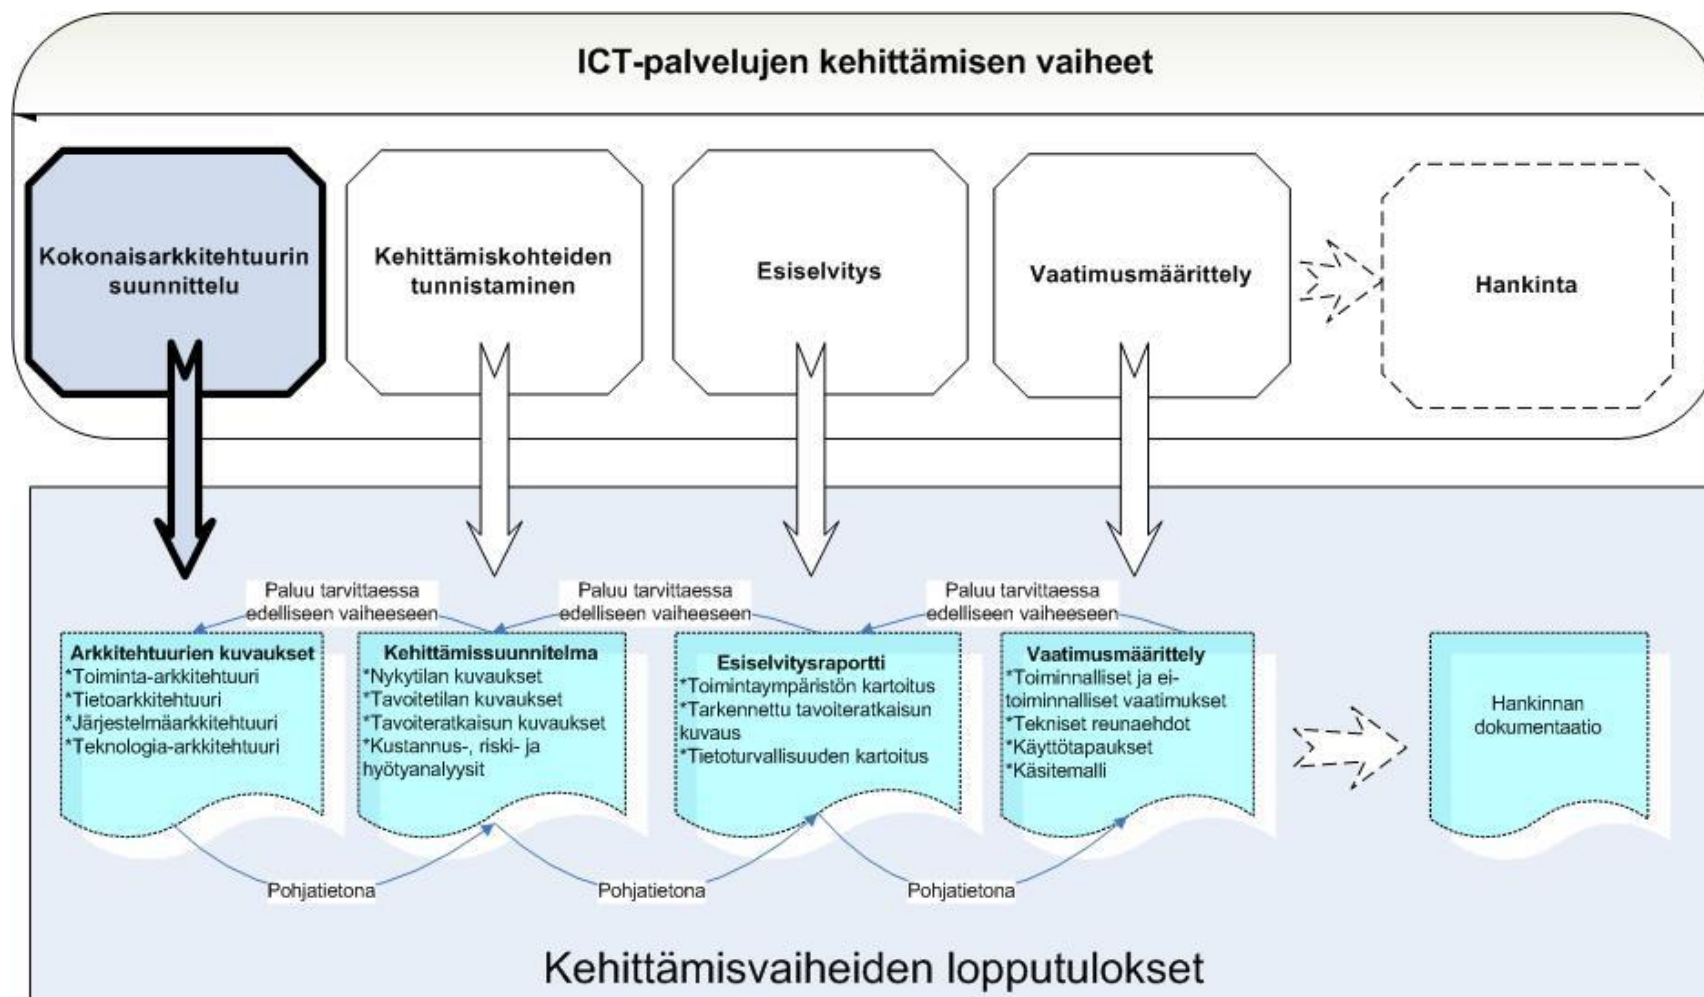 ICT-palvelujen kehittämisen vaiheet
Kokonaisarkkitehtuurin
suunnittelu
Kehittämiskohteiden
tunnistaminen
Esiselvitys
Vaatimusmäärittely
Hankinta
Paluu tarvittaessa
edelliseen vaiheeseen
Paluu tarvittaessa
edelliseen vaiheeseen
Paluu tarvittaessa
edelliseen vaiheeseen
Arkkitehtuurien kuvaukset
*Toiminta-arkkitehtuuri
*Tietoarkkitehtuuri
*Järjestelmäarkkitehtuuri
*Teknologia-arkkitehtuuri
Kehittämissuunnitelma
*Nykytilan kuvaukset
*Tavoitetilan kuvaukset
*Tavoiteratkaisun kuvaukset
*Kustannus-, riski- ja
hyötyanalyysit
Esiselvitysraportti
*Toimintaympäristön kartoitus
*Tarkennettu tavoiteratkaisun
kuvaus
*Tietoturvallisuuden kartoitus
Vaatimusmäärittely
*Toiminnalliset ja ei-
toiminnalliset vaatimukset
*Tekniset reunaehdot
*Käyttötapaukset
*Käsitemalli
Hankinnan
dokumentaatio
Pohjatietona
Pohjatietona
Pohjatietona
Kehittämisvaiheiden lopputulokset